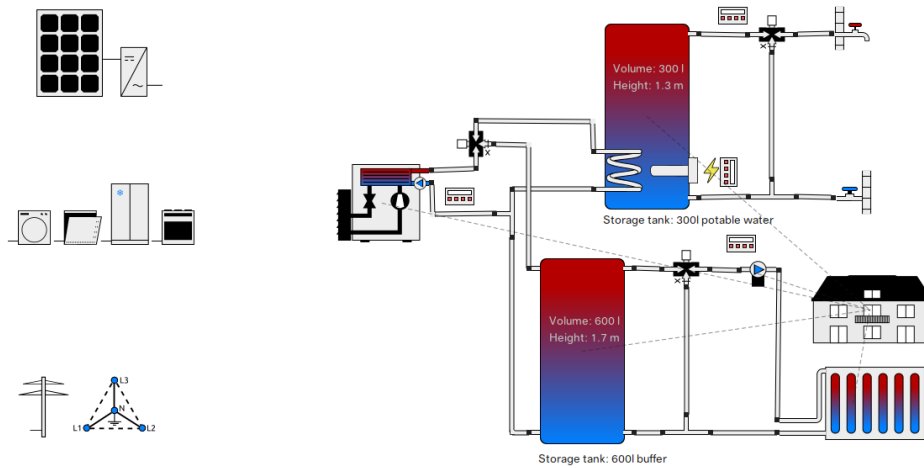 Volume: 300 l
Height: 1.3 m
X
X
Storage tank: 300l potable water
X
Volume: 600 l
Height: 1.7 m
L3
N
L1
L2
Storage tank: 600l buffer